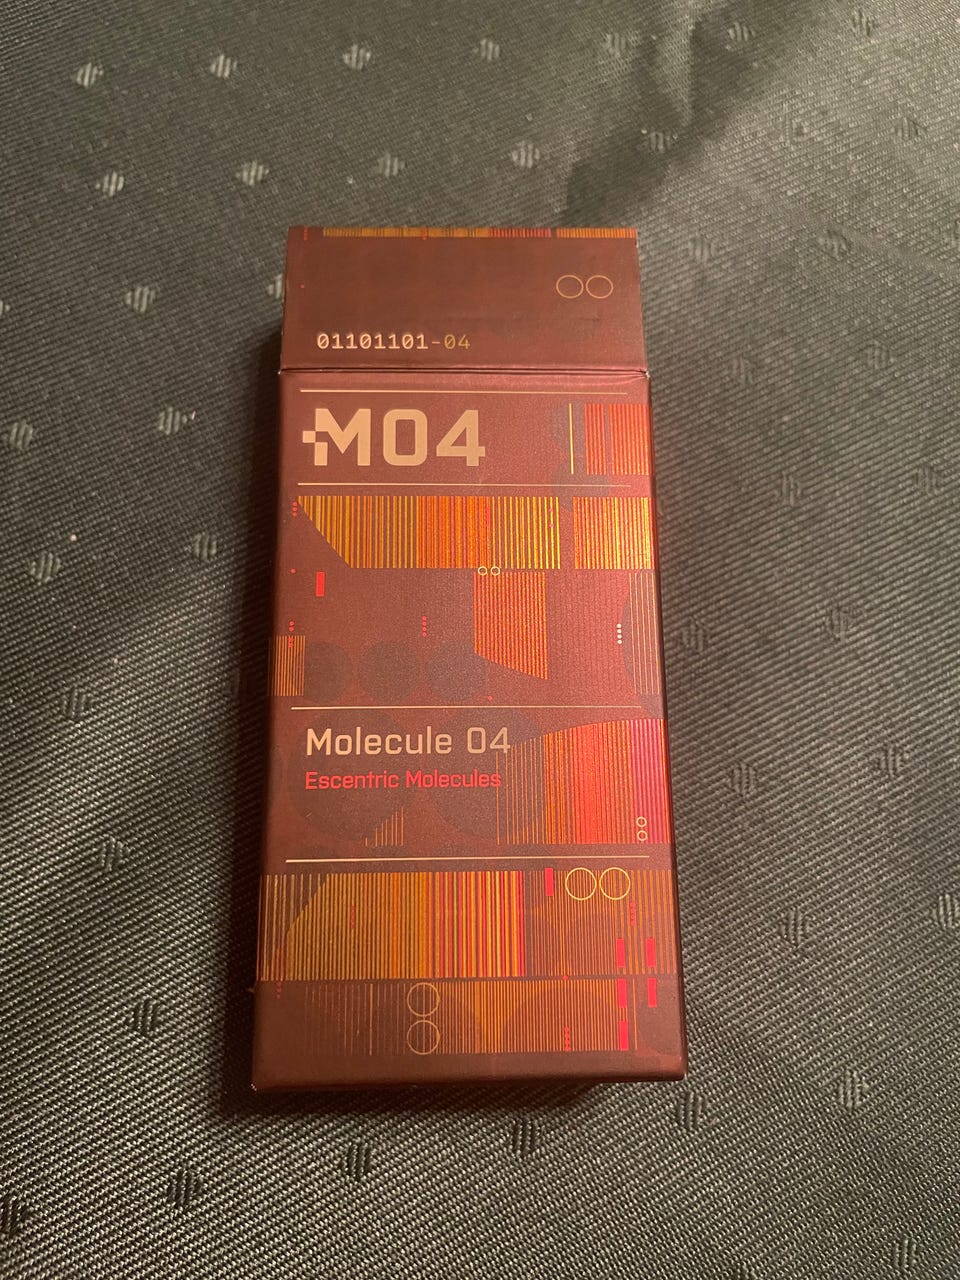 01101101-04
M04
Molecule 04
Escentric Molecules